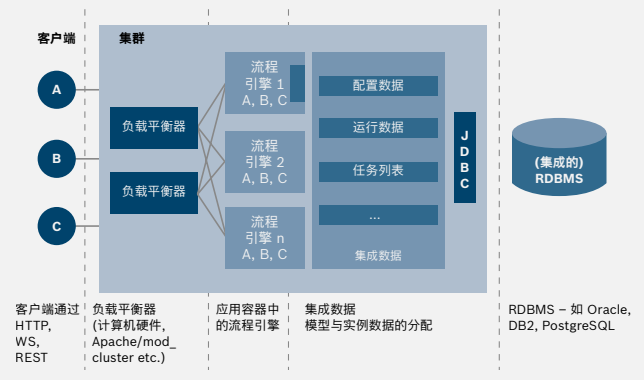 客户端
集群
A
B
C
负载平衡器
负载平衡器
流程
引擎 1
A, B, C
流程
引擎 2
A, B, C
流程
引擎 n
A, B, C
配置数据
运行数据
任务列表
...
集成数据
J
D
B
C
(集成的)
RDBMS
客户端通过
HTTP,
WS,
REST
负载平衡器
(计算机硬件,
Apache/mod_
cluster etc.)
应用容器中
的流程引擎
集成数据
模型与实例数据的分配
RDBMS – 如 Oracle,
DB2, PostgreSQL